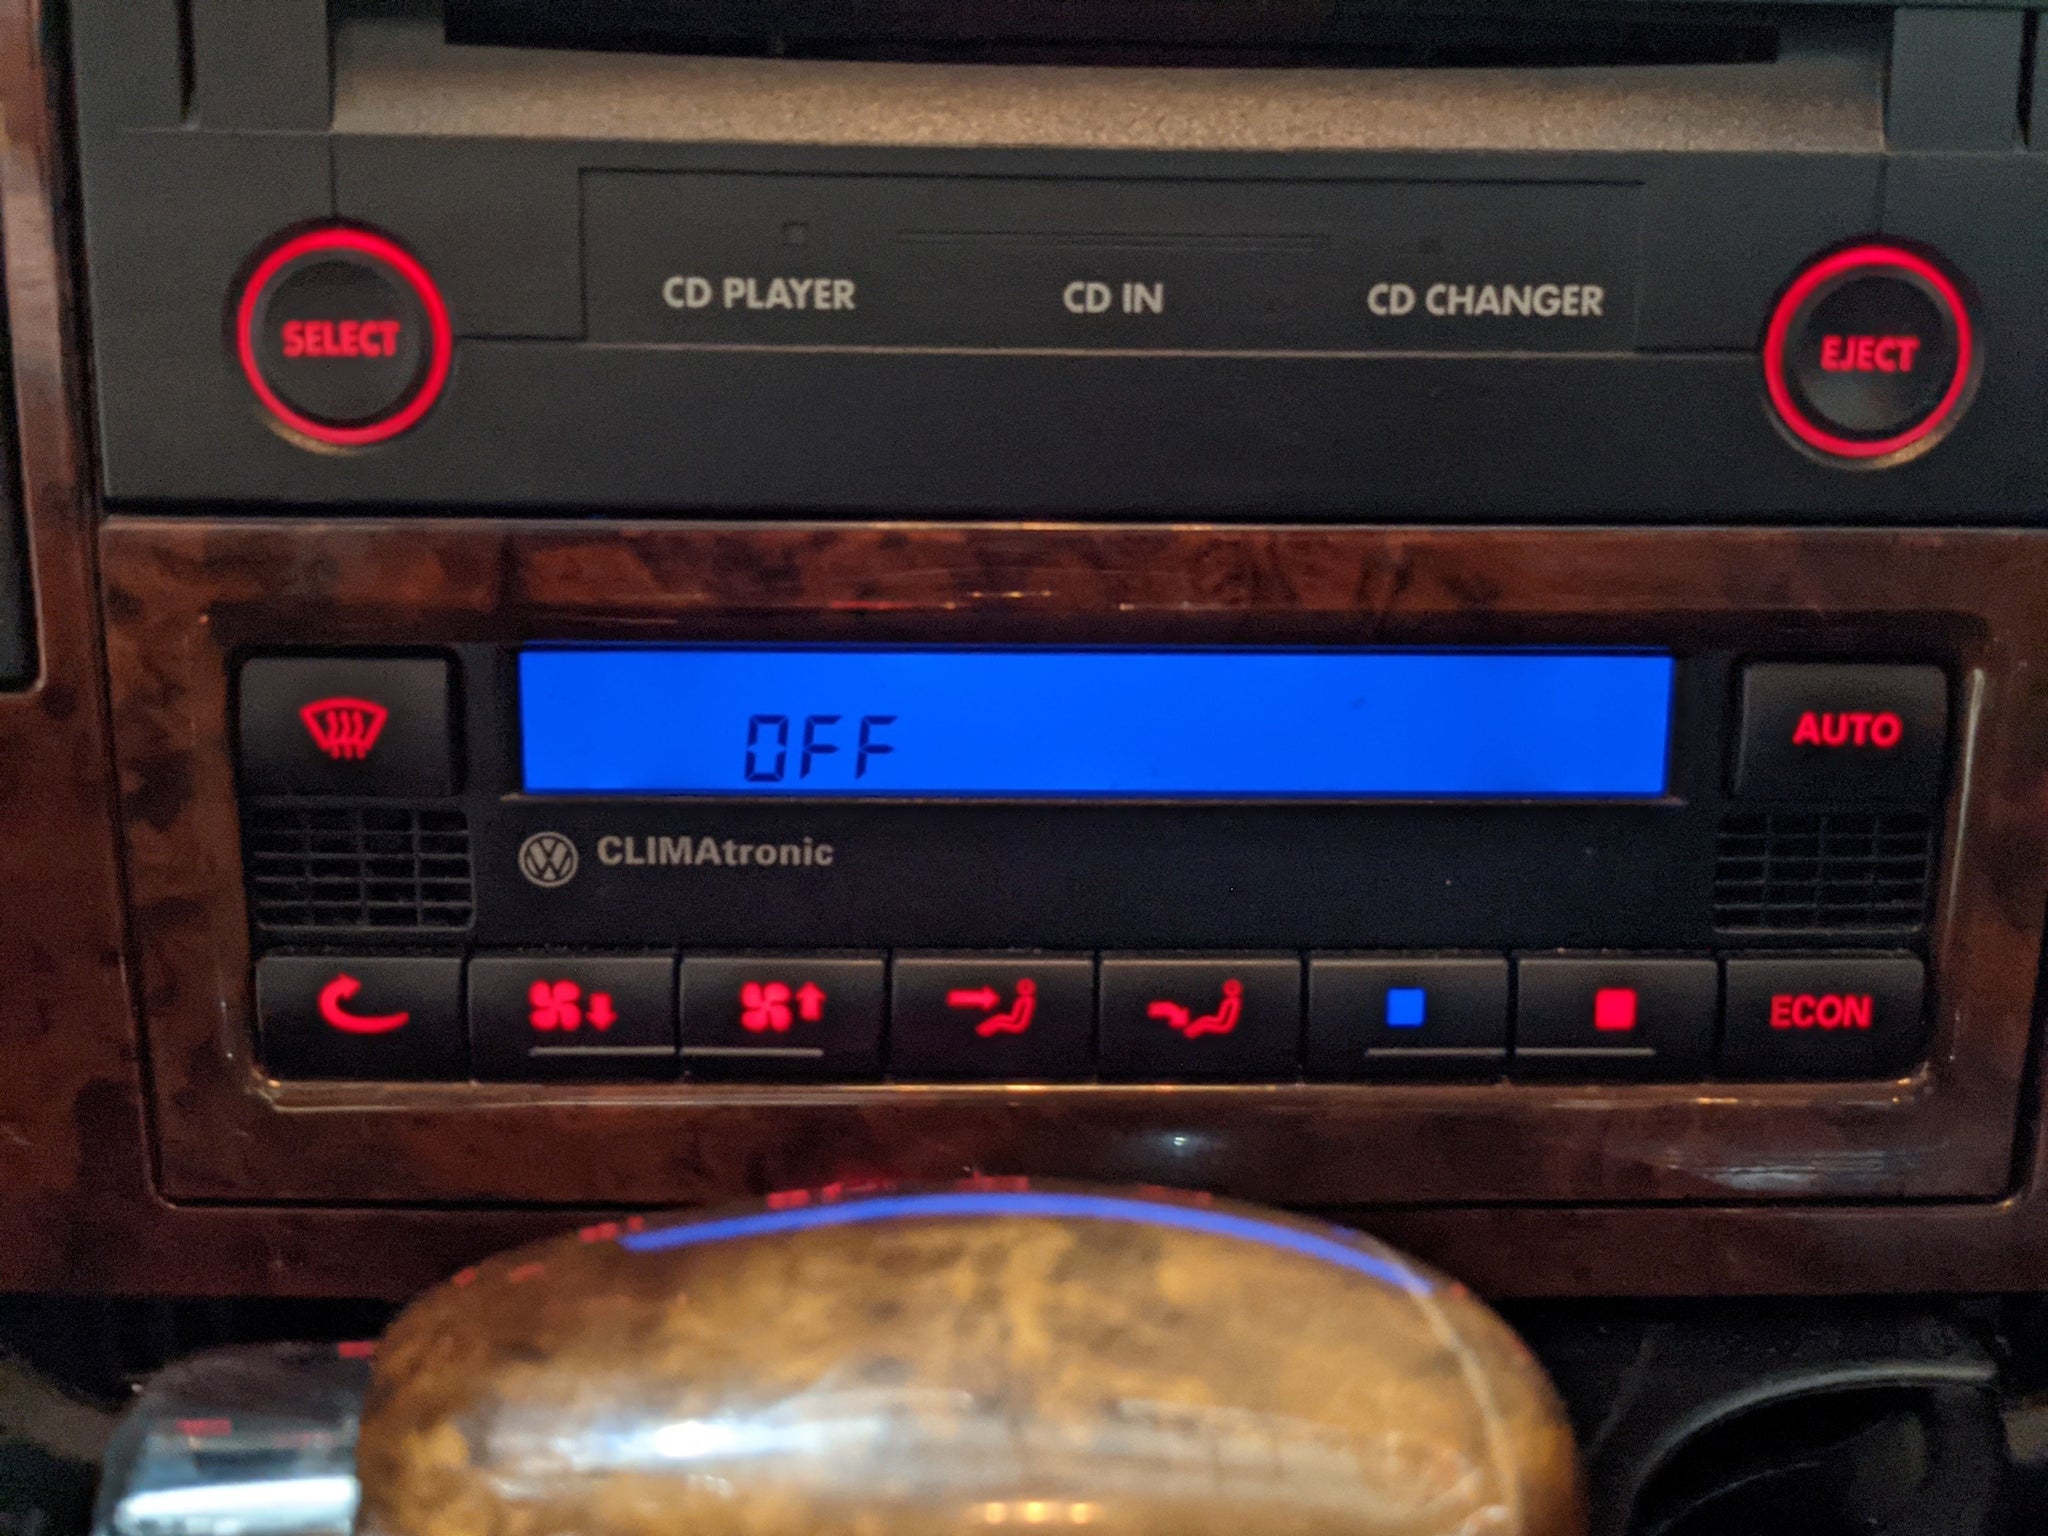 SELECT
CD PLAYER
CD IN
CD CHANGER
EJECT
OFF
AUTO
CLIMAtronic
ECON